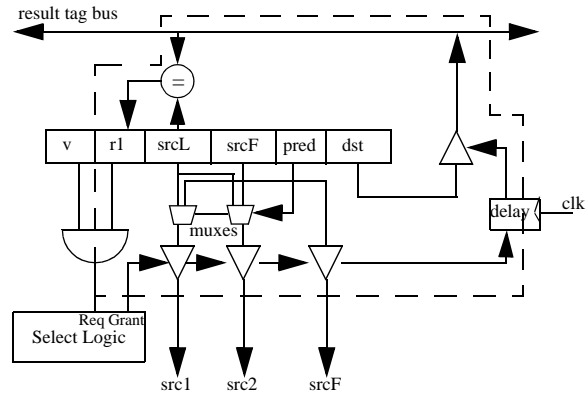 result tag bus
=
v r1 srcL srcF pred dst
muxes
delay clk
Req Grant
Select Logic
src1 src2 srcF